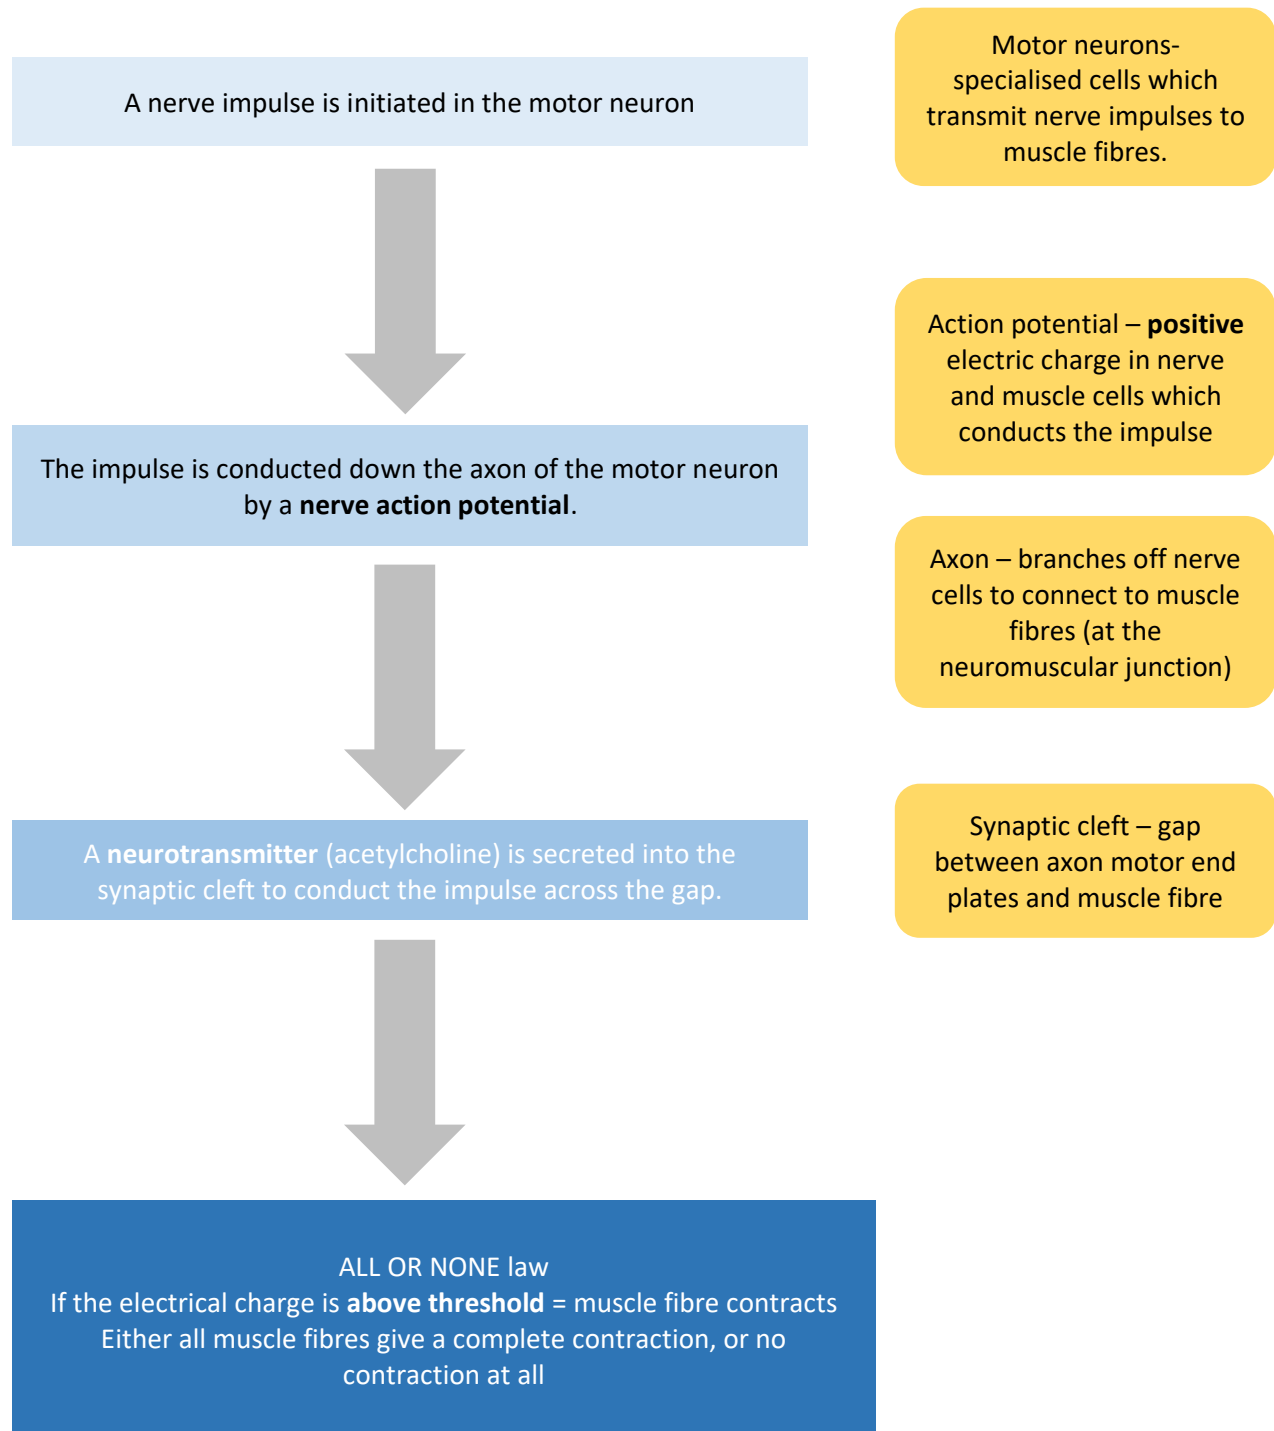 A nerve impulse is initiated in the motor neuron
Motor neurons-
specialised cells which
transmit nerve impulses to
muscle fibres.
Action potential – positive
electric charge in nerve
and muscle cells which
conducts the impulse
The impulse is conducted down the axon of the motor neuron
by a nerve action potential.
Axon – branches off nerve
cells to connect to muscle
fibres (at the
neuromuscular junction)
A neurotransmitter (acetylcholine) is secreted into the
synaptic cleft to conduct the impulse across the gap.
Synaptic cleft – gap
between axon motor end
plates and muscle fibre
ALL OR NONE law
If the electrical charge is above threshold = muscle fibre contracts
Either all muscle fibres give a complete contraction, or no
contraction at all